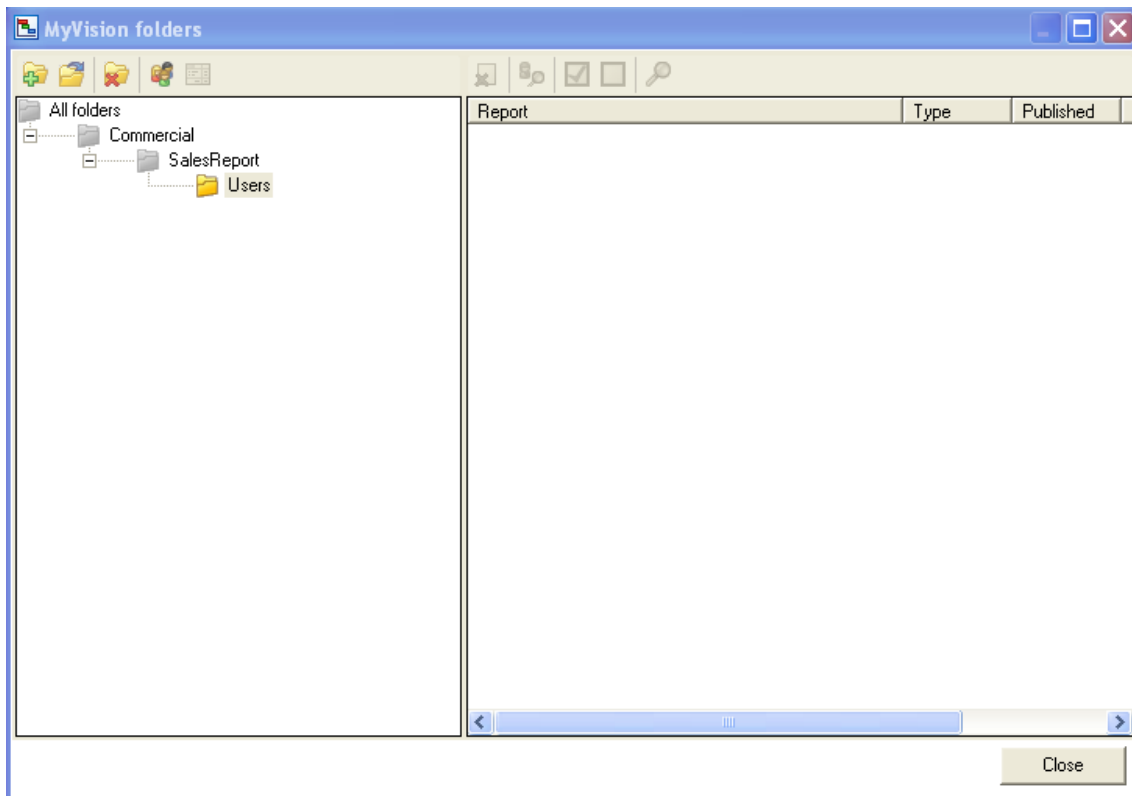 MyVision folders
All folders
Commercial
SalesReport
Users
Report Type Published
Close